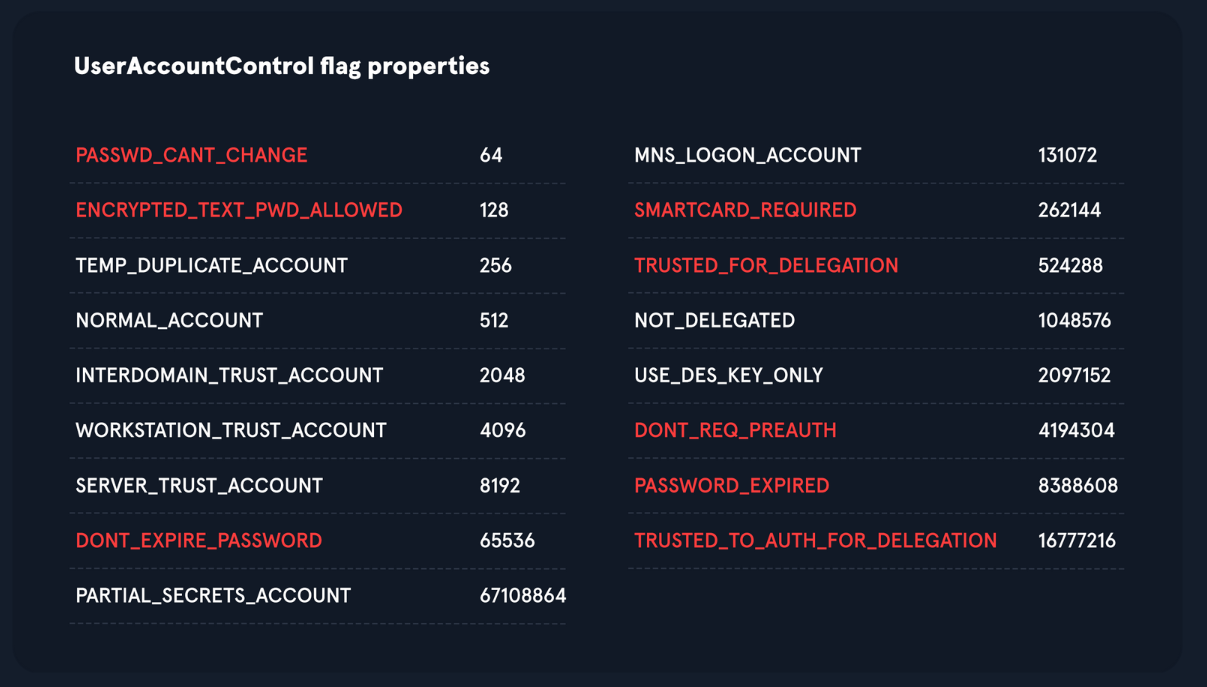 UserAccountControl flag properties
PASSWD_CANT_CHANGE 64
ENCRYPTED_TEXT_PWD_ALLOWED 128
TEMP_DUPLICATE_ACCOUNT 256
NORMAL_ACCOUNT 512
INTERDOMAIN_TRUST_ACCOUNT 2048
WORKSTATION_TRUST_ACCOUNT 4096
SERVER_TRUST_ACCOUNT 8192
DONT_EXPIRE_PASSWORD 65536
PARTIAL_SECRETS_ACCOUNT 67108864
MNS_LOGON_ACCOUNT 131072
SMARTCARD_REQUIRED 262144
TRUSTED_FOR_DELEGATION 524288
NOT_DELEGATED 1048576
USE_DES_KEY_ONLY 2097152
DONT_REQ_PREAUTH 4194304
PASSWORD_EXPIRED 8388608
TRUSTED_TO_AUTH_FOR_DELEGATION 16777216